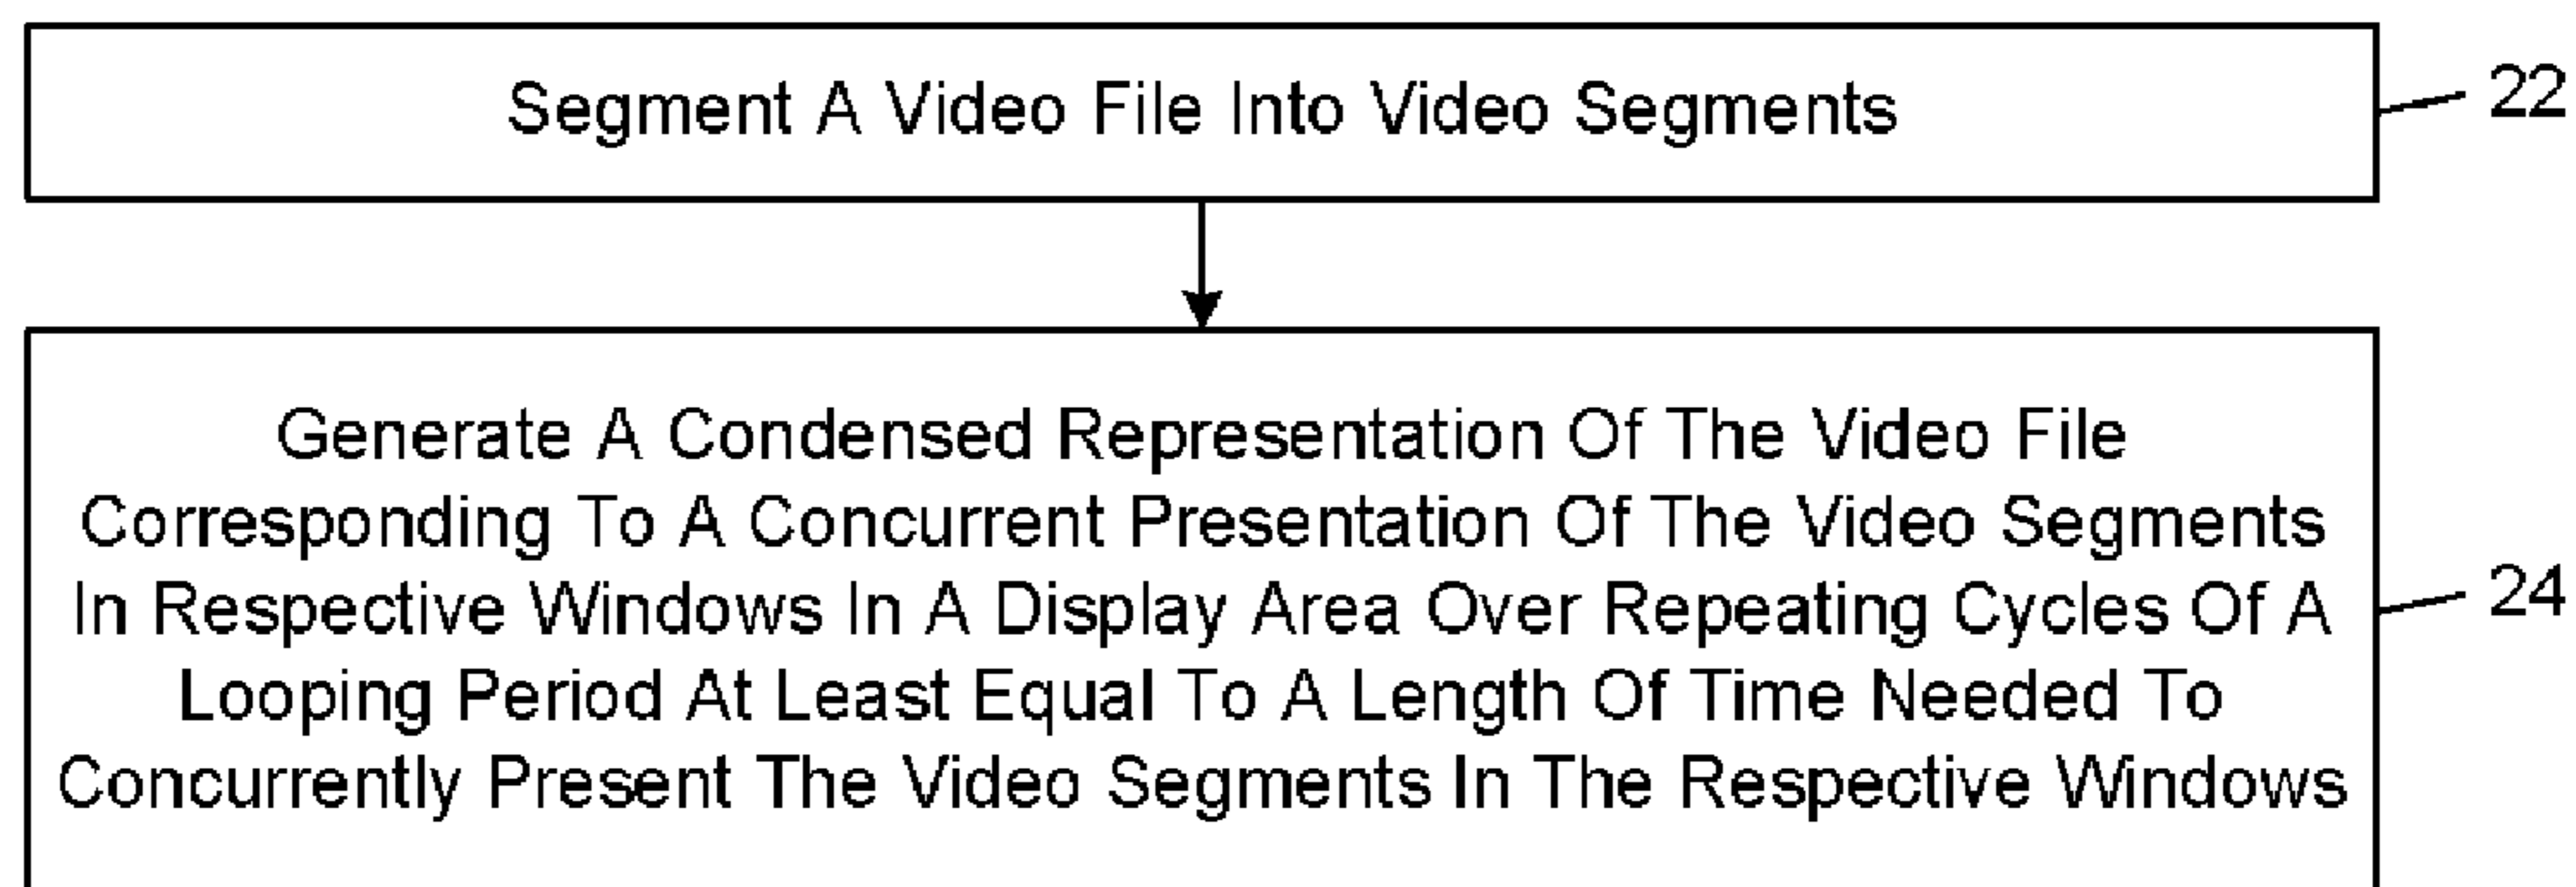 Segment A Video File Into Video Segments
22
Generate A Condensed Representation Of The Video File
Corresponding To A Concurrent Presentation Of The Video Segments
In Respective Windows In A Display Area Over Repeating Cycles Of A
Looping Period At Least Equal To A Length Of Time Needed To
Concurrently Present The Video Segments In The Respective Windows
24